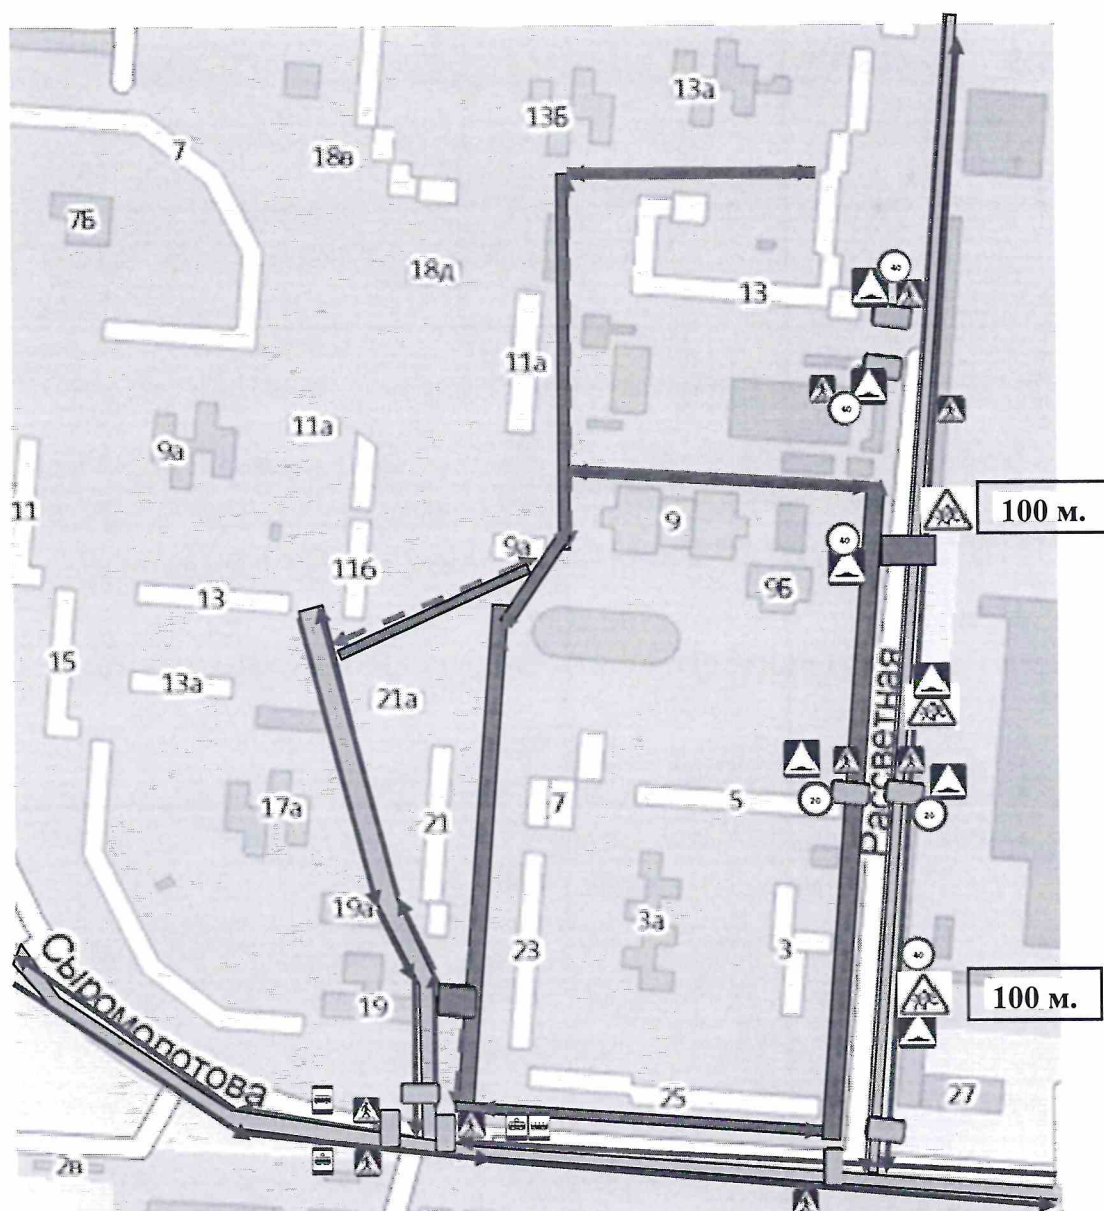 13а
13Б
7
18в
7Б
18д
40
13
11а
40
11а
9а
11
100 м.
9
9а
40
11б
9Б
13
15
13а
21а
Рассветная
7
5
17а
21
20
20
19а
3а
3
23
40
Сыромолотова
19
100 м.
25
27
2в